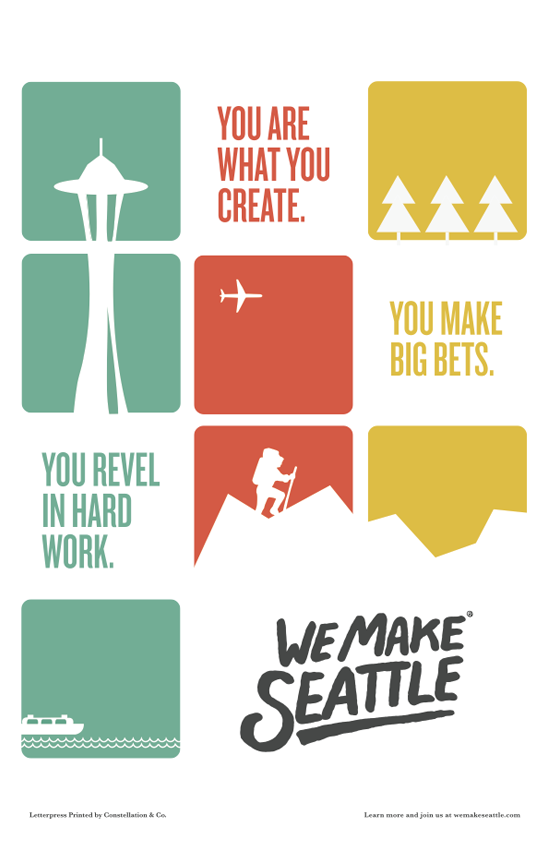 YOU ARE
WHAT YOU
CREATE.
YOU MAKE
BIG BETS.
YOU REVEL
IN HARD
WORK.
WE MAKE
SEATTLE
Letterpress Printed by Constellation & Co.
Learn more and join us at wemakeseattle.com